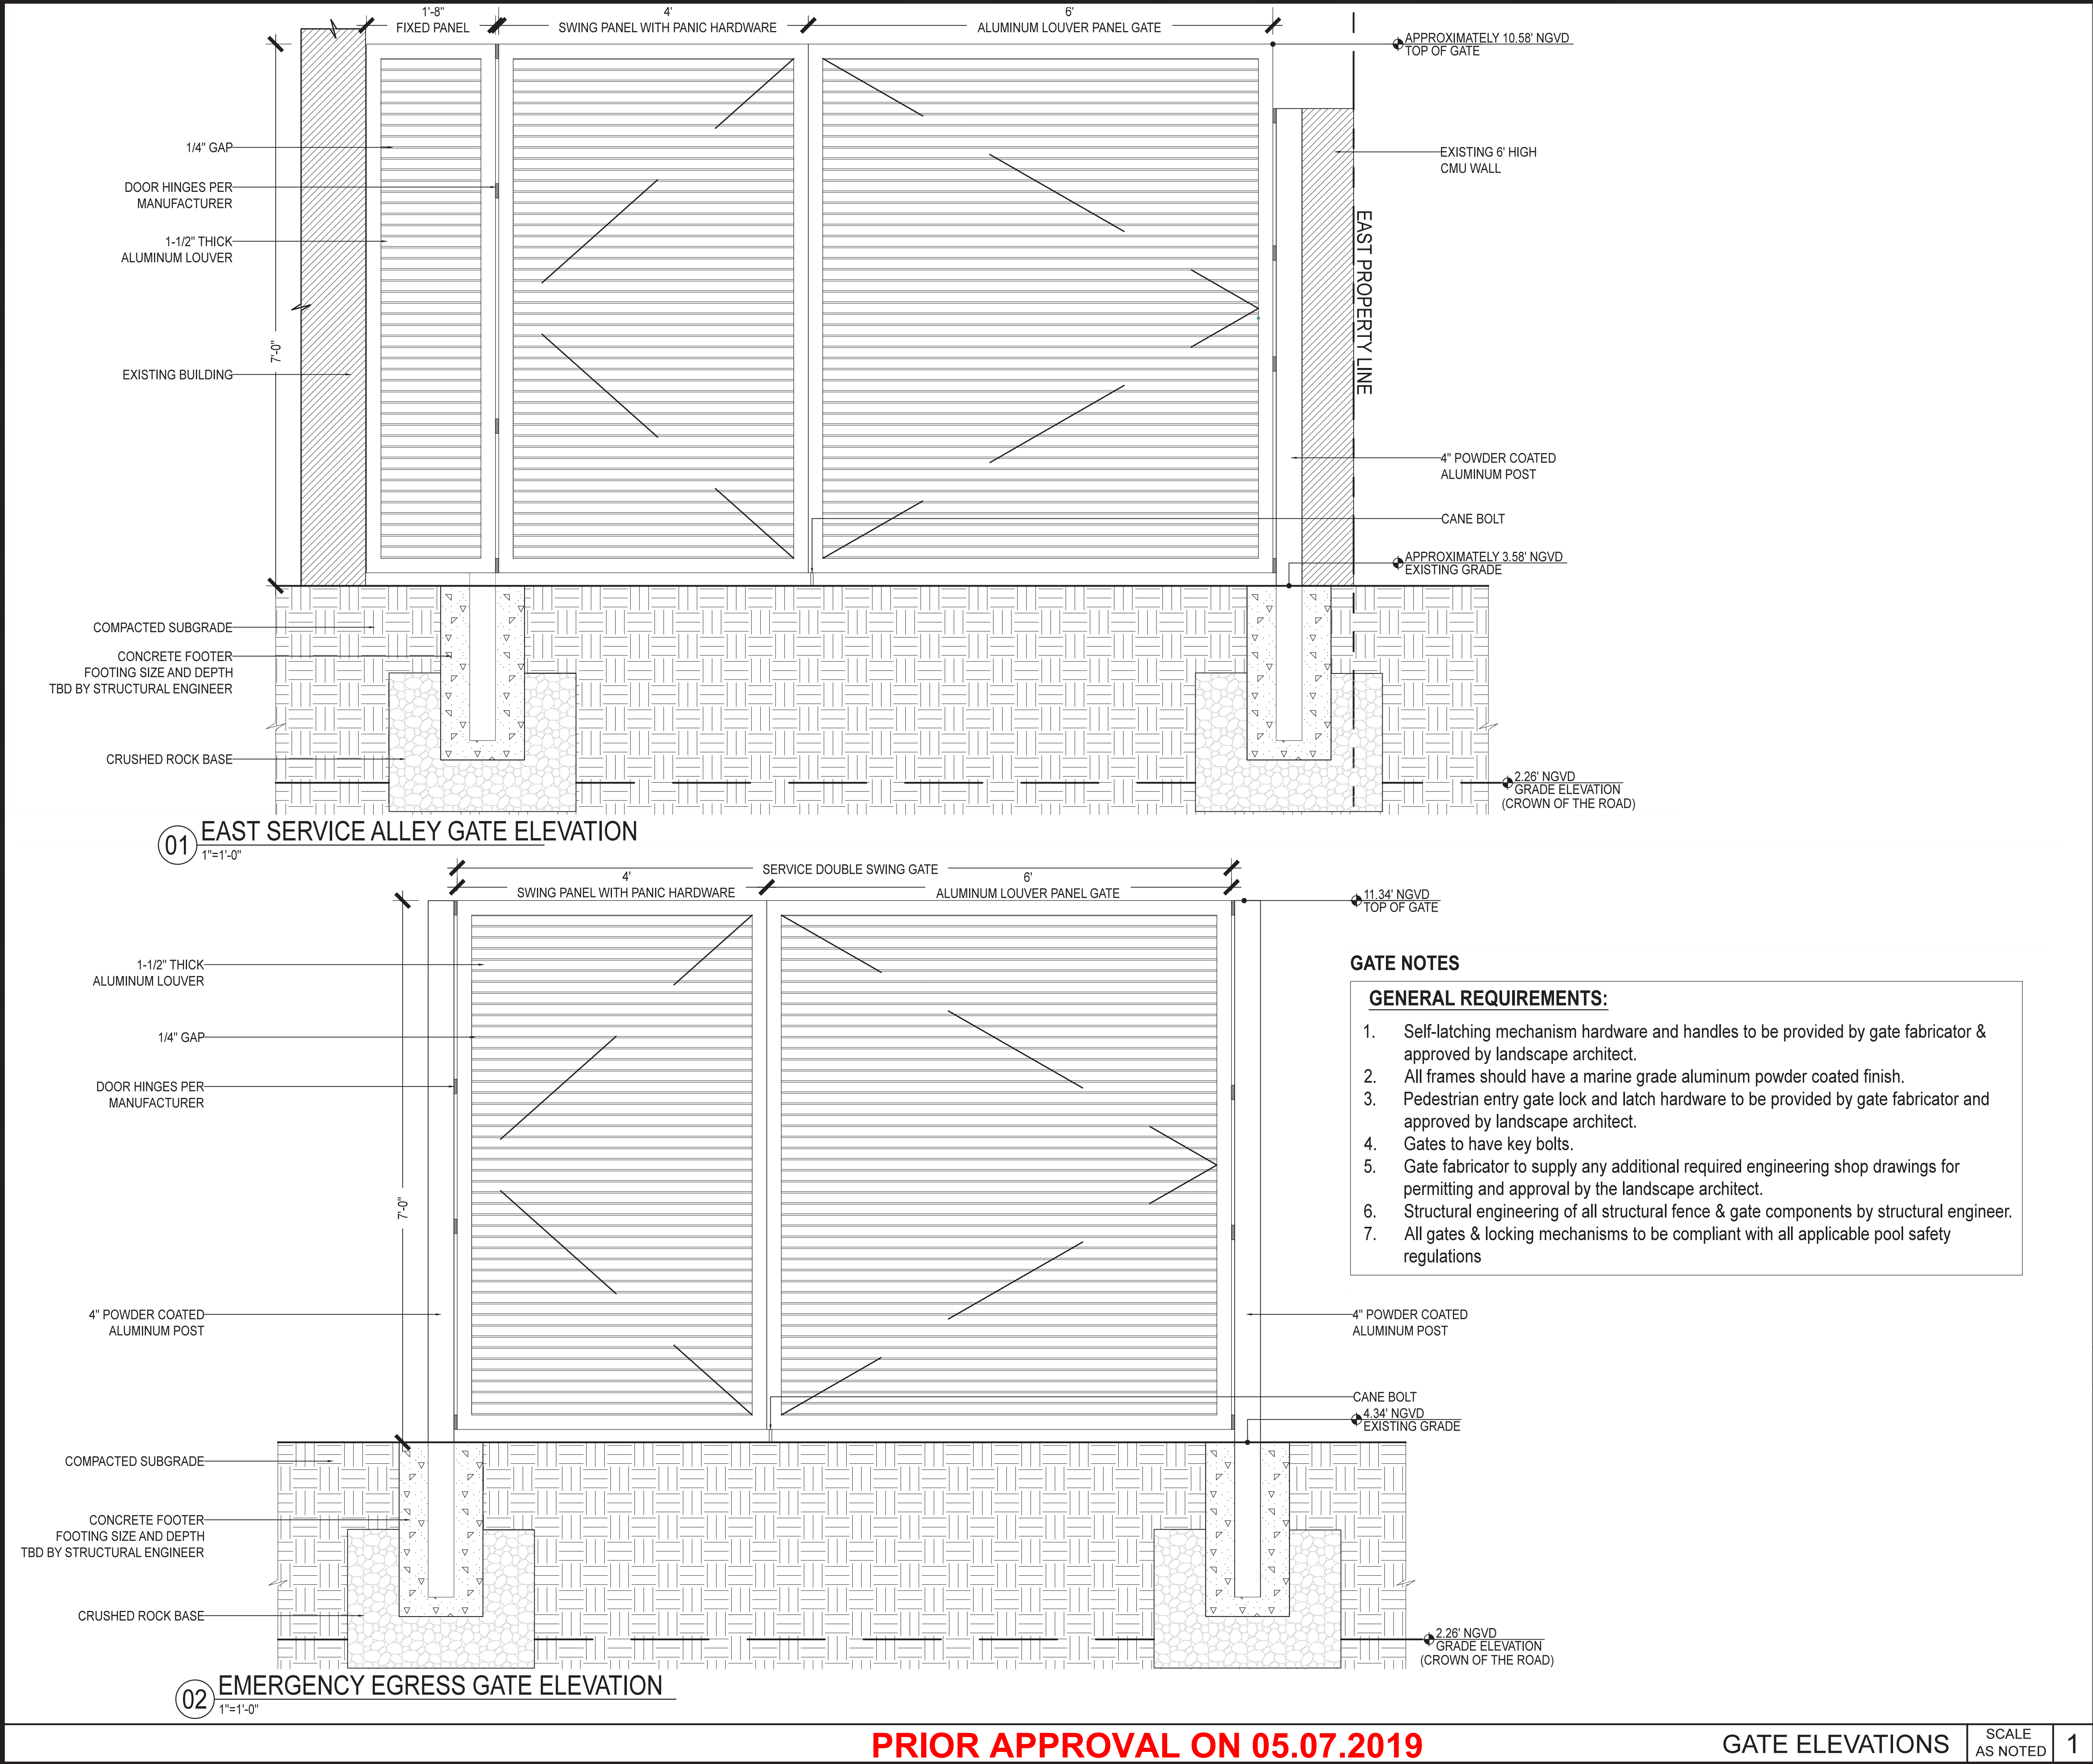 1'-8"
FIXED PANEL
4'
SWING PANEL WITH PANIC HARDWARE
6'
ALUMINUM LOUVER PANEL GATE
APPROXIMATELY 10.58' NGVD
TOP OF GATE
1/4" GAP
DOOR HINGES PER
MANUFACTURER
1-1/2" THICK
ALUMINUM LOUVER
7'-0"
EXISTING BUILDING
EXISTING 6' HIGH
CMU WALL
EAST PROPERTY LINE
4" POWDER COATED
ALUMINUM POST
CANE BOLT
APPROXIMATELY 3.58' NGVD
EXISTING GRADE
COMPACTED SUBGRADE
CONCRETE FOOTER
FOOTING SIZE AND DEPTH
TBD BY STRUCTURAL ENGINEER
CRUSHED ROCK BASE
2.26' NGVD
GRADE ELEVATION
(CROWN OF THE ROAD)
01
EAST SERVICE ALLEY GATE ELEVATION
1"=1'-0"
SERVICE DOUBLE SWING GATE
4'
SWING PANEL WITH PANIC HARDWARE
6'
ALUMINUM LOUVER PANEL GATE
11.34' NGVD
TOP OF GATE
1-1/2" THICK
ALUMINUM LOUVER
1/4" GAP
DOOR HINGES PER
MANUFACTURER
7'-0"
4" POWDER COATED
ALUMINUM POST
GATE NOTES
GENERAL REQUIREMENTS:
1. Self-latching mechanism hardware and handles to be provided by gate fabricator &
approved by landscape architect.
2. All frames should have a marine grade aluminum powder coated finish.
3. Pedestrian entry gate lock and latch hardware to be provided by gate fabricator and
approved by landscape architect.
4. Gates to have key bolts.
5. Gate fabricator to supply any additional required engineering shop drawings for
permitting and approval by the landscape architect.
6. Structural engineering of all structural fence & gate components by structural engineer.
7. All gates & locking mechanisms to be compliant with all applicable pool safety
regulations
4" POWDER COATED
ALUMINUM POST
CANE BOLT
4.34' NGVD
EXISTING GRADE
COMPACTED SUBGRADE
CONCRETE FOOTER
FOOTING SIZE AND DEPTH
TBD BY STRUCTURAL ENGINEER
CRUSHED ROCK BASE
2.26' NGVD
GRADE ELEVATION
(CROWN OF THE ROAD)
02
EMERGENCY EGRESS GATE ELEVATION
1"=1'-0"
PRIOR APPROVAL ON 05.07.2019
GATE ELEVATIONS
SCALE
AS NOTED
1